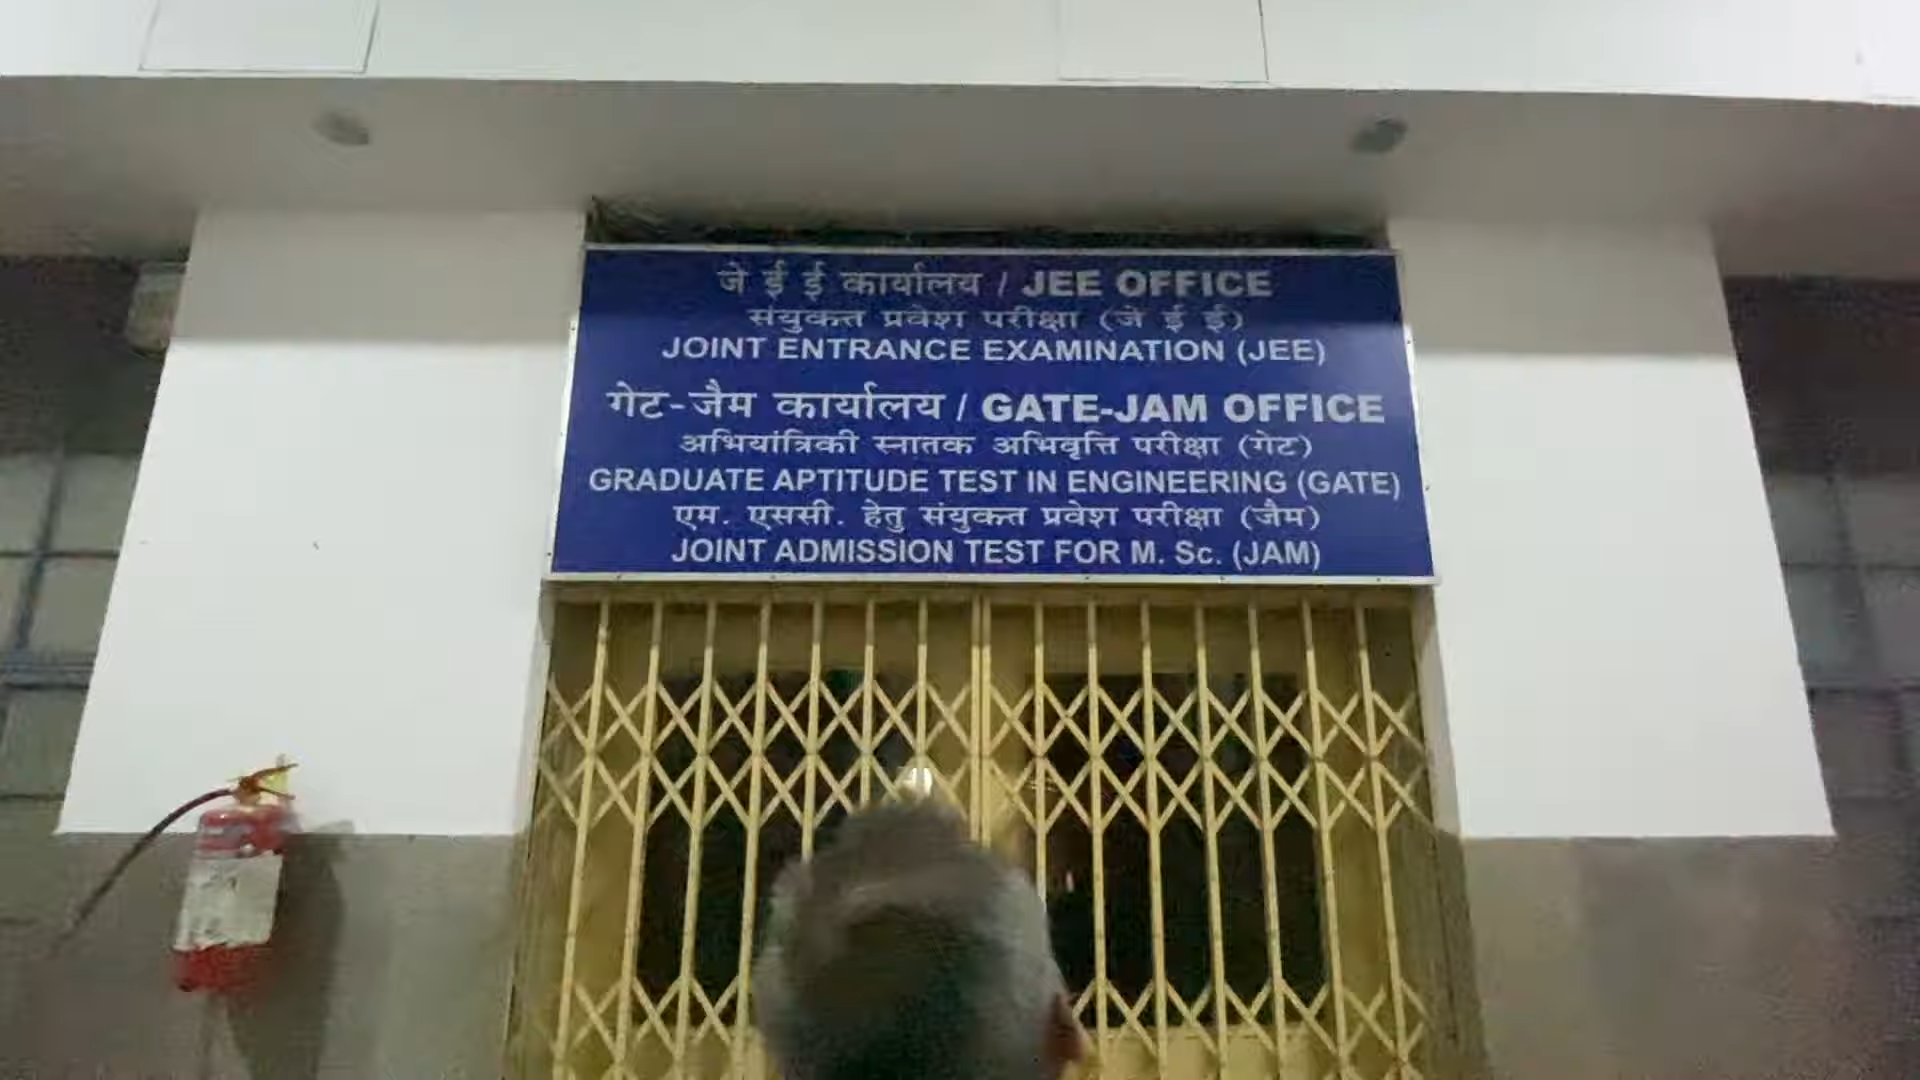 जे ई ई कार्यालय / JEE OFFICE
संयुक्त प्रवेश परीक्षा (जे ई ई)
JOINT ENTRANCE EXAMINATION (JEE)
गेट-जैम कार्यालय / GATE-JAM OFFICE
अभियांत्रिकी स्नातक अभिवृत्ति परीक्षा (गेट)
GRADUATE APTITUDE TEST IN ENGINEERING (GATE)
एम. एससी. हेतु संयुक्त प्रवेश परीक्षा (जैम)
JOINT ADMISSION TEST FOR M. Sc. (JAM)